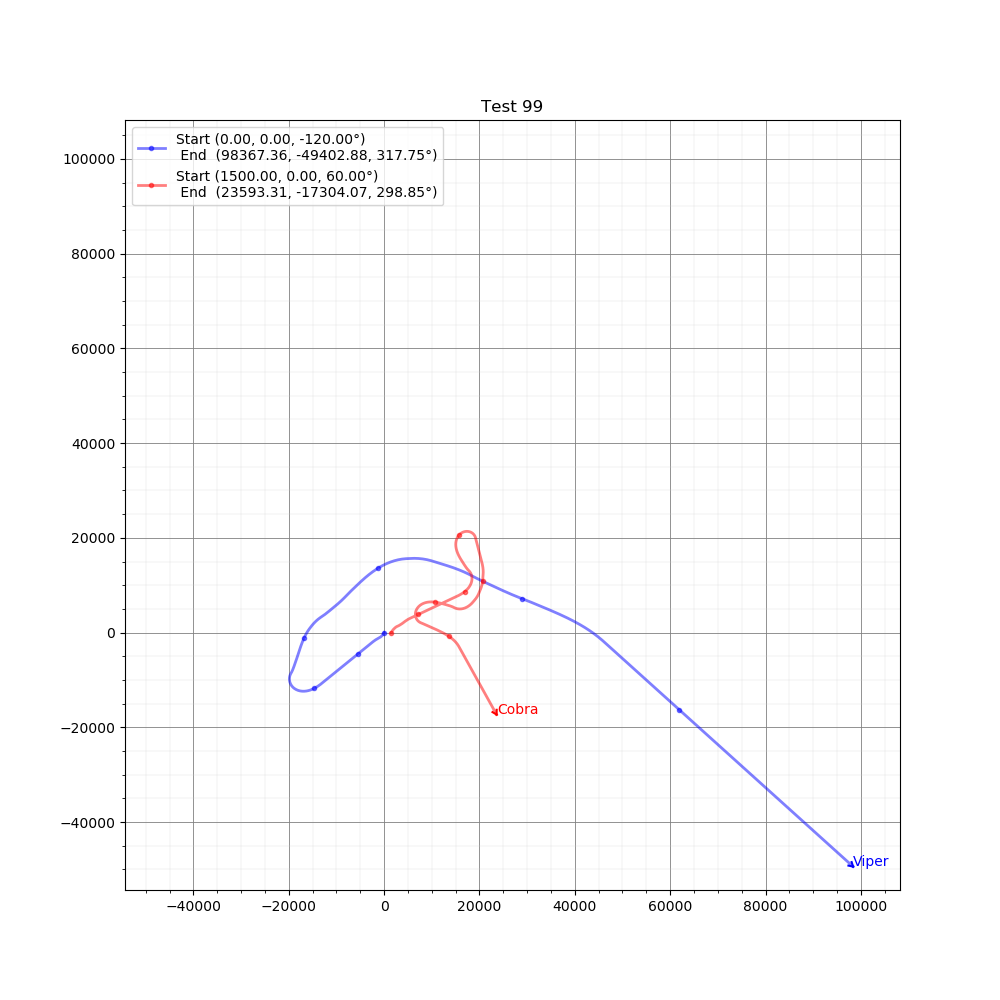 Test 99
Start (0.00, 0.00, -120.00°)
End (98367.36, -49402.88, 317.75°)
Start (1500.00, 0.00, 60.00°)
End (23593.31, -17304.07, 298.85°)
100000
80000
60000
40000
20000
0
−20000
−40000
Cobra
Viper
−40000 −20000 0 20000 40000 60000 80000 100000